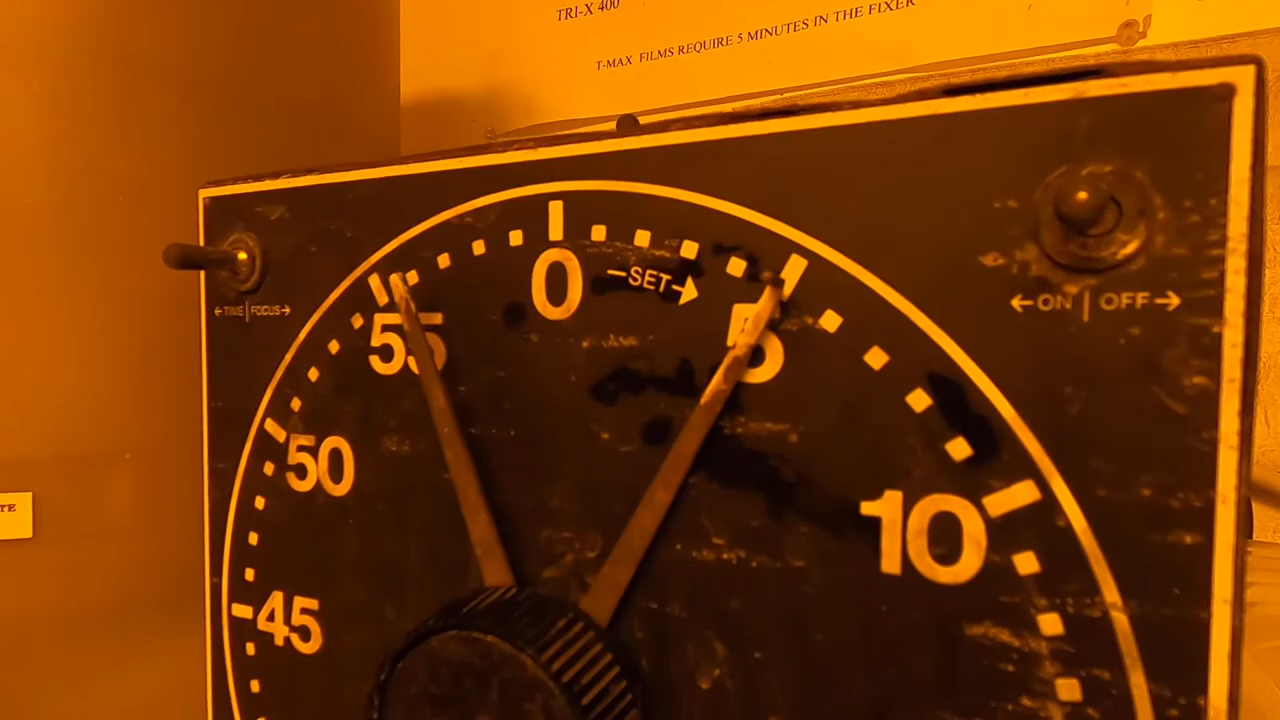 TRI-X 400
T-MAX FILMS REQUIRE 5 MINUTES IN THE FIXER
0 -SET→
55 5
←TIME | FOCUS→
←ON | OFF→
50
10
45
TE